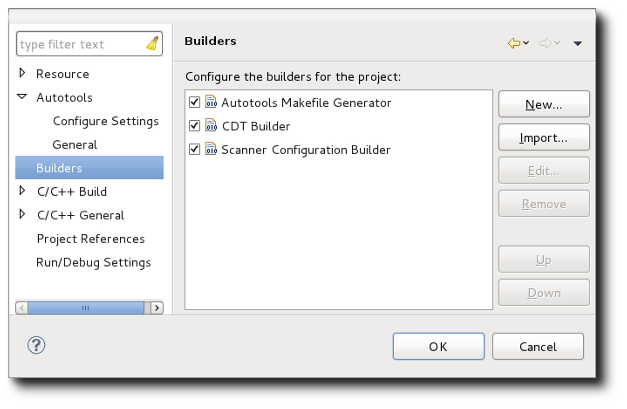 type filter text
Resource
Autotools
Configure Settings
General
Builders
C/C++ Build
C/C++ General
Project References
Run/Debug Settings
Builders
Configure the builders for the project:
Autotools Makefile Generator
CDT Builder
Scanner Configuration Builder
New...
Import...
Edit...
Remove
Up
Down
OK
Cancel